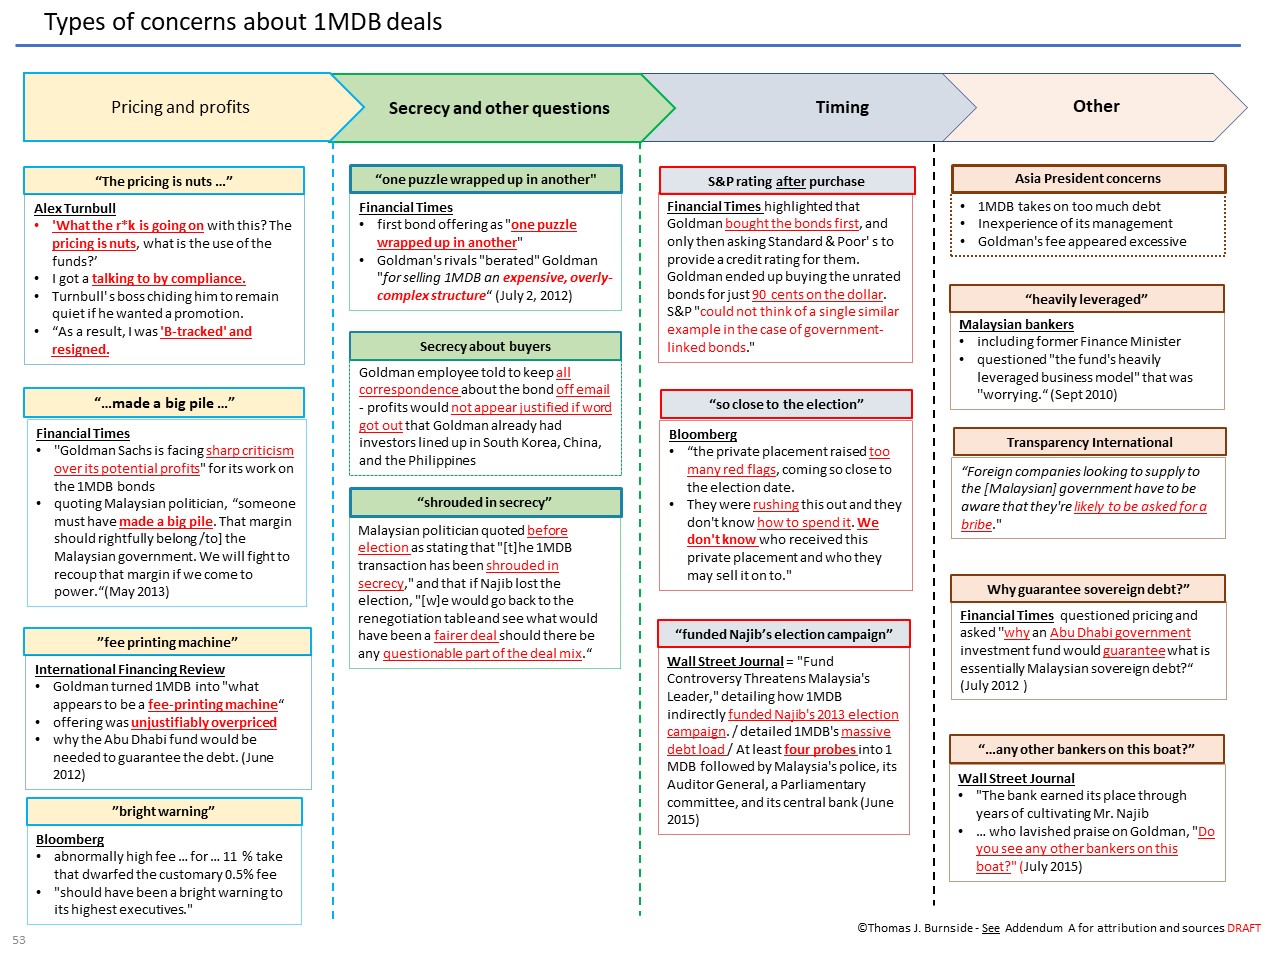 Types of concerns about 1MDB deals
Pricing and profits
Secrecy and other questions
Timing
Other
“The pricing is nuts ...”
Alex Turnbull
• 'What the r*k is going on with this? The
pricing is nuts, what is the use of the
funds?’
• I got a talking to by compliance.
• Turnbull' s boss chiding him to remain
quiet if he wanted a promotion.
• “As a result, I was 'B-tracked' and
resigned.
“...made a big pile ...”
Financial Times
• "Goldman Sachs is facing sharp criticism
over its potential profits" for its work on
the 1MDB bonds
• quoting Malaysian politician, “someone
must have made a big pile. That margin
should rightfully belong /to] the
Malaysian government. We will fight to
recoup that margin if we come to
power.“(May 2013)
”fee printing machine”
International Financing Review
• Goldman turned 1MDB into "what
appears to be a fee-printing machine“
• offering was unjustifiably overpriced
• why the Abu Dhabi fund would be
needed to guarantee the debt. (June
2012)
”bright warning”
Bloomberg
• abnormally high fee ... for ... 11 % take
that dwarfed the customary 0.5% fee
• "should have been a bright warning to
its highest executives."
“one puzzle wrapped up in another"
Financial Times
• first bond offering as "one puzzle
wrapped up in another"
• Goldman's rivals "berated" Goldman
"for selling 1MDB an expensive, overly-
complex structure“ (July 2, 2012)
Secrecy about buyers
Goldman employee told to keep all
correspondence about the bond off email
- profits would not appear justified if word
got out that Goldman already had
investors lined up in South Korea, China,
and the Philippines
“shrouded in secrecy”
Malaysian politician quoted before
election as stating that "[t]he 1MDB
transaction has been shrouded in
secrecy," and that if Najib lost the
election, "[w]e would go back to the
renegotiation table and see what would
have been a fairer deal should there be
any questionable part of the deal mix.“
S&P rating after purchase
Financial Times highlighted that
Goldman bought the bonds first, and
only then asking Standard & Poor' s to
provide a credit rating for them.
Goldman ended up buying the unrated
bonds for just 90 cents on the dollar.
S&P "could not think of a single similar
example in the case of government-
linked bonds."
“so close to the election”
Bloomberg
• “the private placement raised too
many red flags, coming so close to
the election date.
• They were rushing this out and they
don't know how to spend it. We
don't know who received this
private placement and who they
may sell it on to."
“funded Najib’s election campaign”
Wall Street Journal = "Fund
Controversy Threatens Malaysia's
Leader," detailing how 1MDB
indirectly funded Najib's 2013 election
campaign. / detailed 1MDB's massive
debt load / At least four probes into 1
MDB followed by Malaysia's police, its
Auditor General, a Parliamentary
committee, and its central bank (June
2015)
Asia President concerns
• 1MDB takes on too much debt
• Inexperience of its management
• Goldman's fee appeared excessive
“heavily leveraged”
Malaysian bankers
• including former Finance Minister
• questioned "the fund's heavily
leveraged business model" that was
"worrying.“ (Sept 2010)
Transparency International
“Foreign companies looking to supply to
the [Malaysian] government have to be
aware that they're likely to be asked for a
bribe."
Why guarantee sovereign debt?”
Financial Times questioned pricing and
asked "why an Abu Dhabi government
investment fund would guarantee what is
essentially Malaysian sovereign debt?“
(July 2012 )
“...any other bankers on this boat?”
Wall Street Journal
• "The bank earned its place through
years of cultivating Mr. Najib
• ... who lavished praise on Goldman, "Do
you see any other bankers on this
boat?" (July 2015)
©Thomas J. Burnside - See Addendum A for attribution and sources DRAFT
53